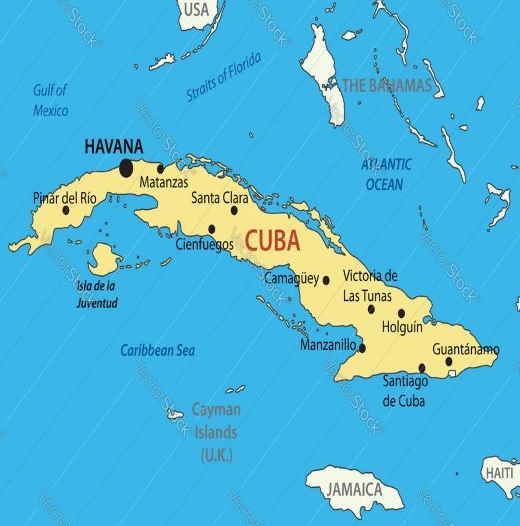 USA
Straits of Florida
Gulf of
Mexico
THE BAHAMAS
HAVANA
ATLANTIC
OCEAN
Matanzas
Pinar del Río
Santa Clara
Cienfuegos
CUBA
Isla de la
Juventud
Camagüey
Victoria de
Las Tunas
Holguín
Manzanillo
Guantánamo
Caribbean Sea
Santiago
de Cuba
Cayman
Islands
(U.K.)
JAMAICA
HAITI
VectorStock